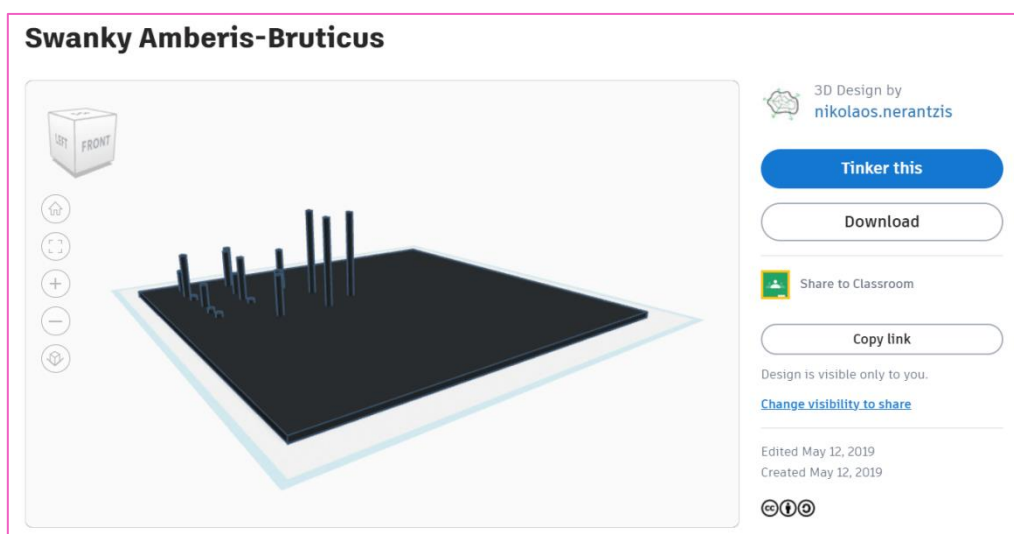 Swanky Amberis-Bruticus
LEFT
FRONT
3D Design by
nikolaos.nerantzis
Tinker this
Download
Share to Classroom
Copy link
Design is visible only to you.
Change visibility to share
Edited May 12, 2019
Created May 12, 2019
cc